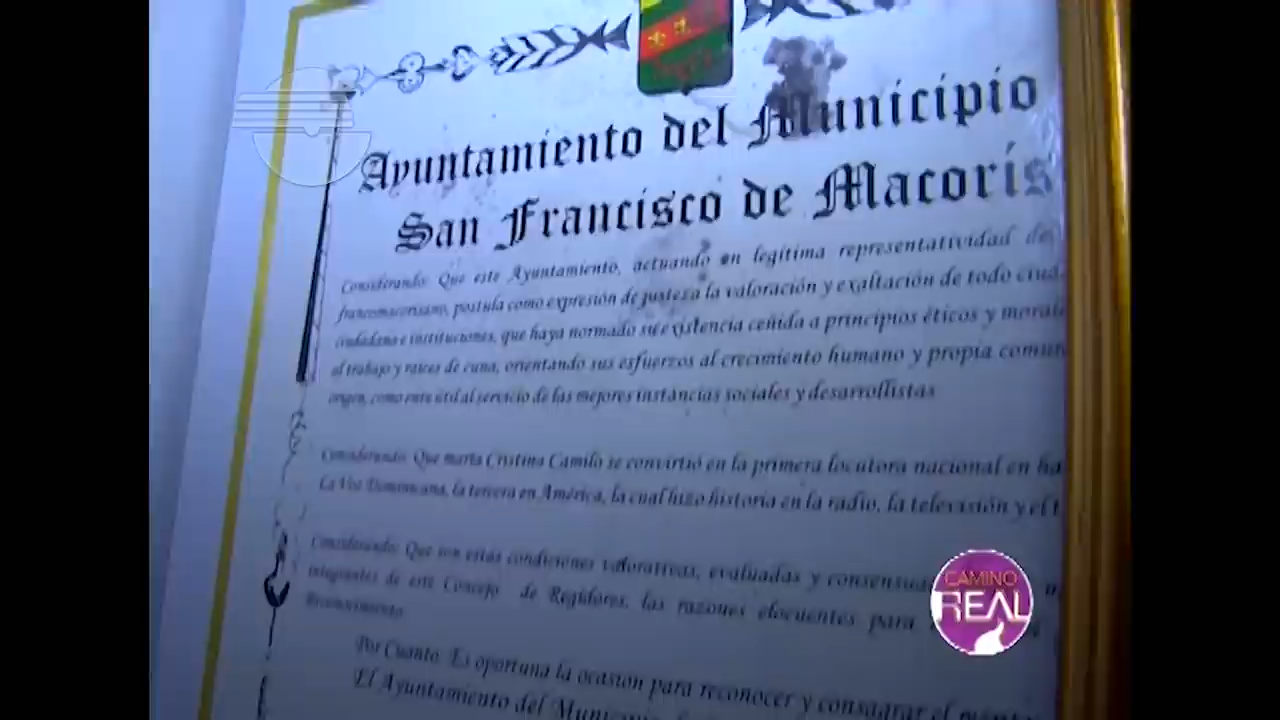 Ayuntamiento del Municipio
San Francisco de Macorís
Considerando: Que este Ayuntamiento, actuando en legítima representatividad de
francomacorisano, postula como expresión de justeza la valoración y exaltación de todo
ciudadano e instituciones, que haya normado su existencia ceñida a principios éticos y
al trabajo y raíces de cuna, orientando sus esfuerzos al crecimiento humano y propia
origen, como ente útil al servicio de las mejores instancias sociales y desarrollistas
Considerando: Que maría Cristina Camilo se convirtió en la primera locutora nacional en
La Voz Dominicana, la tercera en América, la cual hizo historia en la radio, la televisión y el
Considerando: Que son estas condiciones valorativas, evaluadas y
integrantes de este Concejo de Regidores, las razones elocuentes para
Reconocimiento
Por Cuanto: Es oportuna la ocasión para reconocer y consagrar el
El Ayuntamiento del
CAMINO
REAL